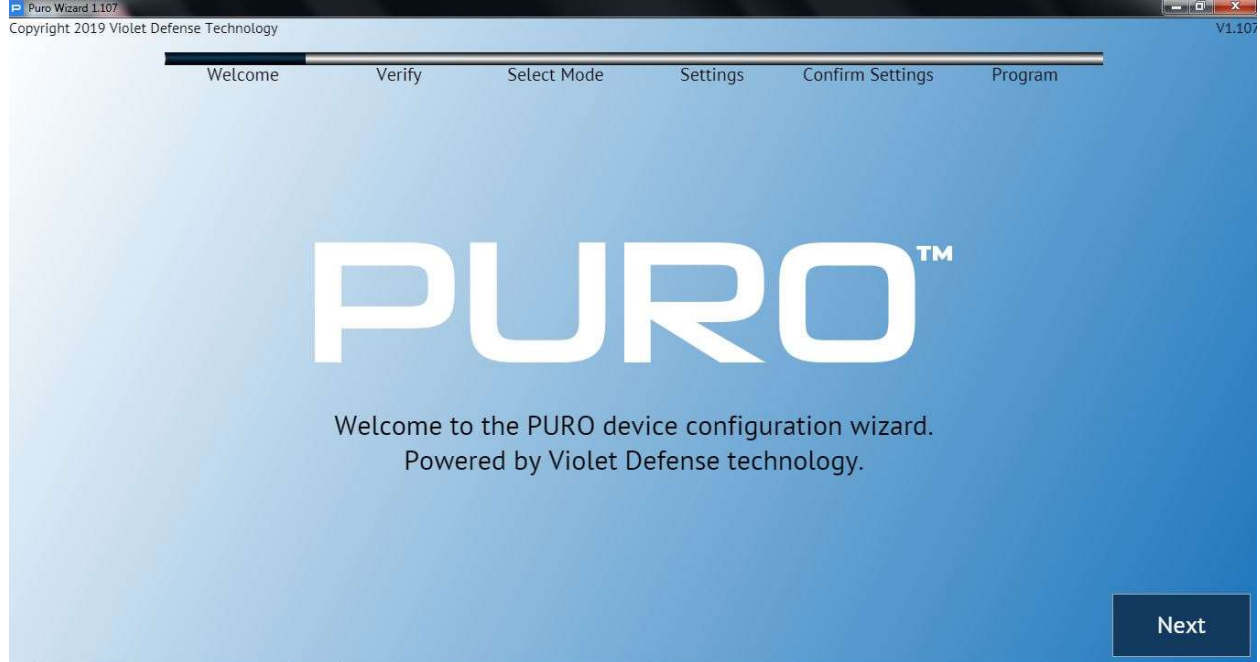 Puro Wizard 1.107
Copyright 2019 Violet Defense Technology
V1.107
Welcome Verify Select Mode Settings Confirm Settings Program
PURO™
Welcome to the PURO device configuration wizard.
Powered by Violet Defense technology.
Next